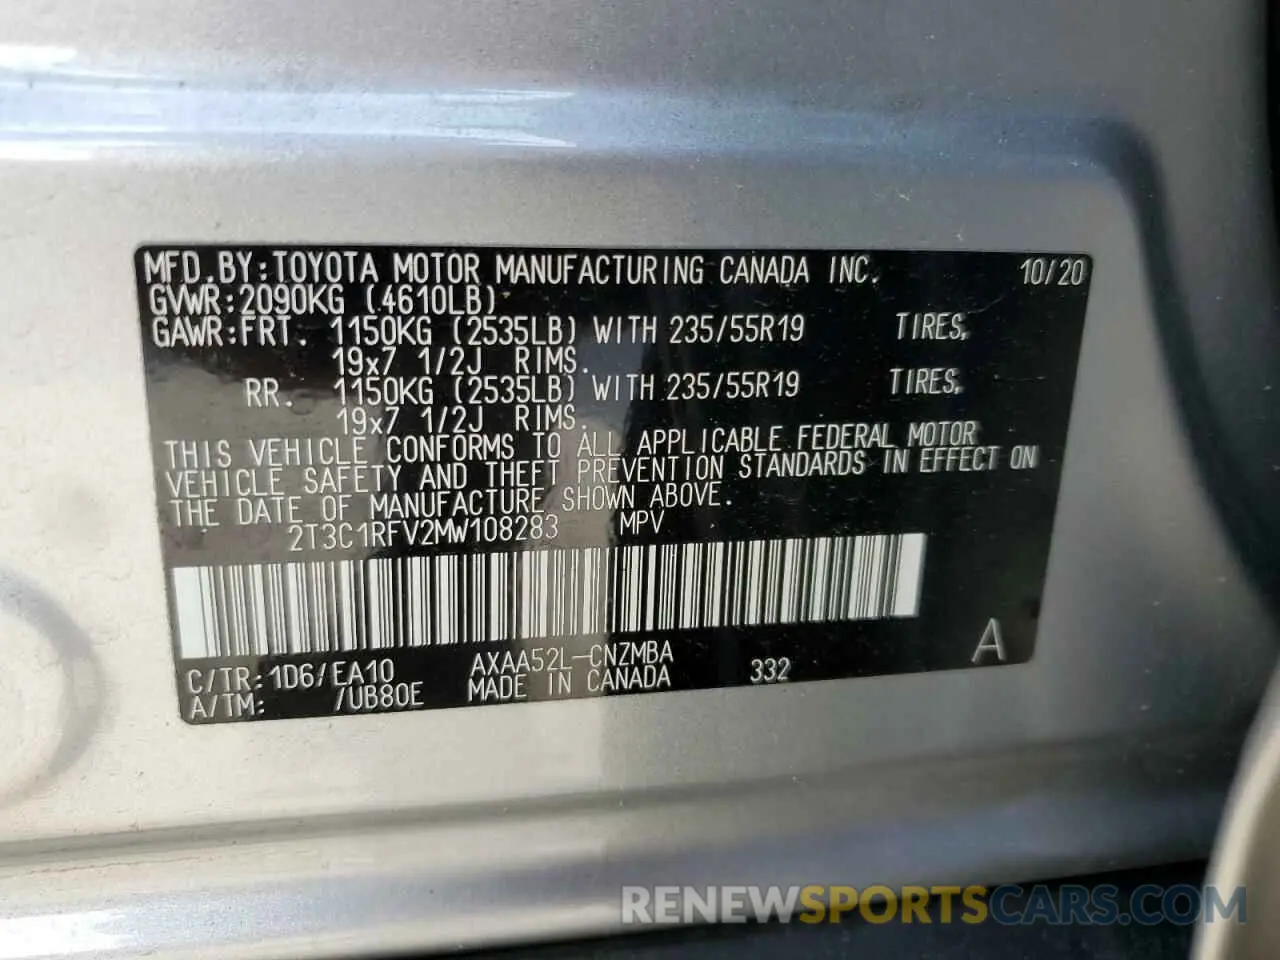 MFD.BY:TOYOTA MOTOR MANUFACTURING CANADA INC. 10/20
GVWR:2090KG (4610LB)
GAWR:FRT. 1150KG (2535LB) WITH 235/55R19 TIRES,
19x7 1/2J RIMS.
RR. 1150KG (2535LB) WITH 235/55R19 TIRES,
19x7 1/2J RIMS.
THIS VEHICLE CONFORMS TO ALL APPLICABLE FEDERAL MOTOR
VEHICLE SAFETY AND THEFT PREVENTION STANDARDS IN EFFECT ON
THE DATE OF MANUFACTURE SHOWN ABOVE.
2T3C1RFV2MW108283 MPV
A
C/TR:1D6/EA10 AXAA52L-CNZMBA 332
A/TM: /UB80E MADE IN CANADA
RENEWSPORTSCARS.COM